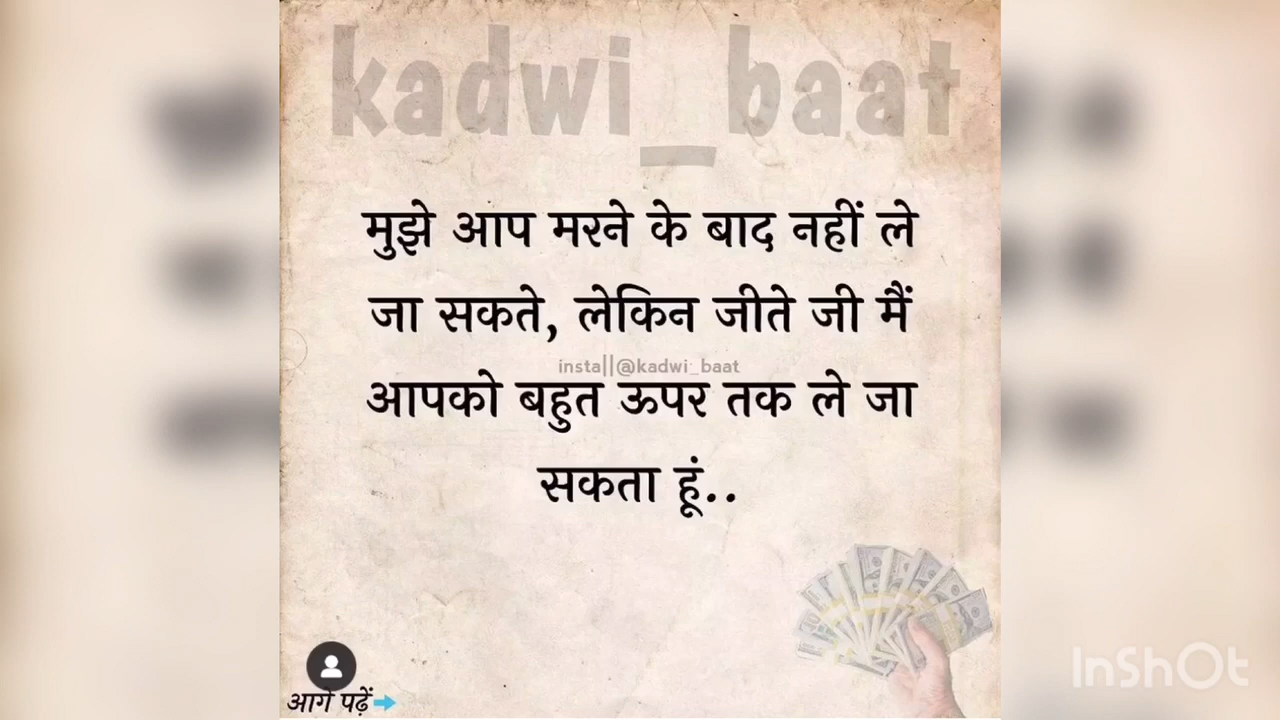 kadwi_baat
मुझे आप मरने के बाद नहीं ले
जा सकते, लेकिन जीते जी मैं
insta||@kadwi_baat
आपको बहुत ऊपर तक ले जा
सकता हूं..
आगे पढ़ें
InShOt